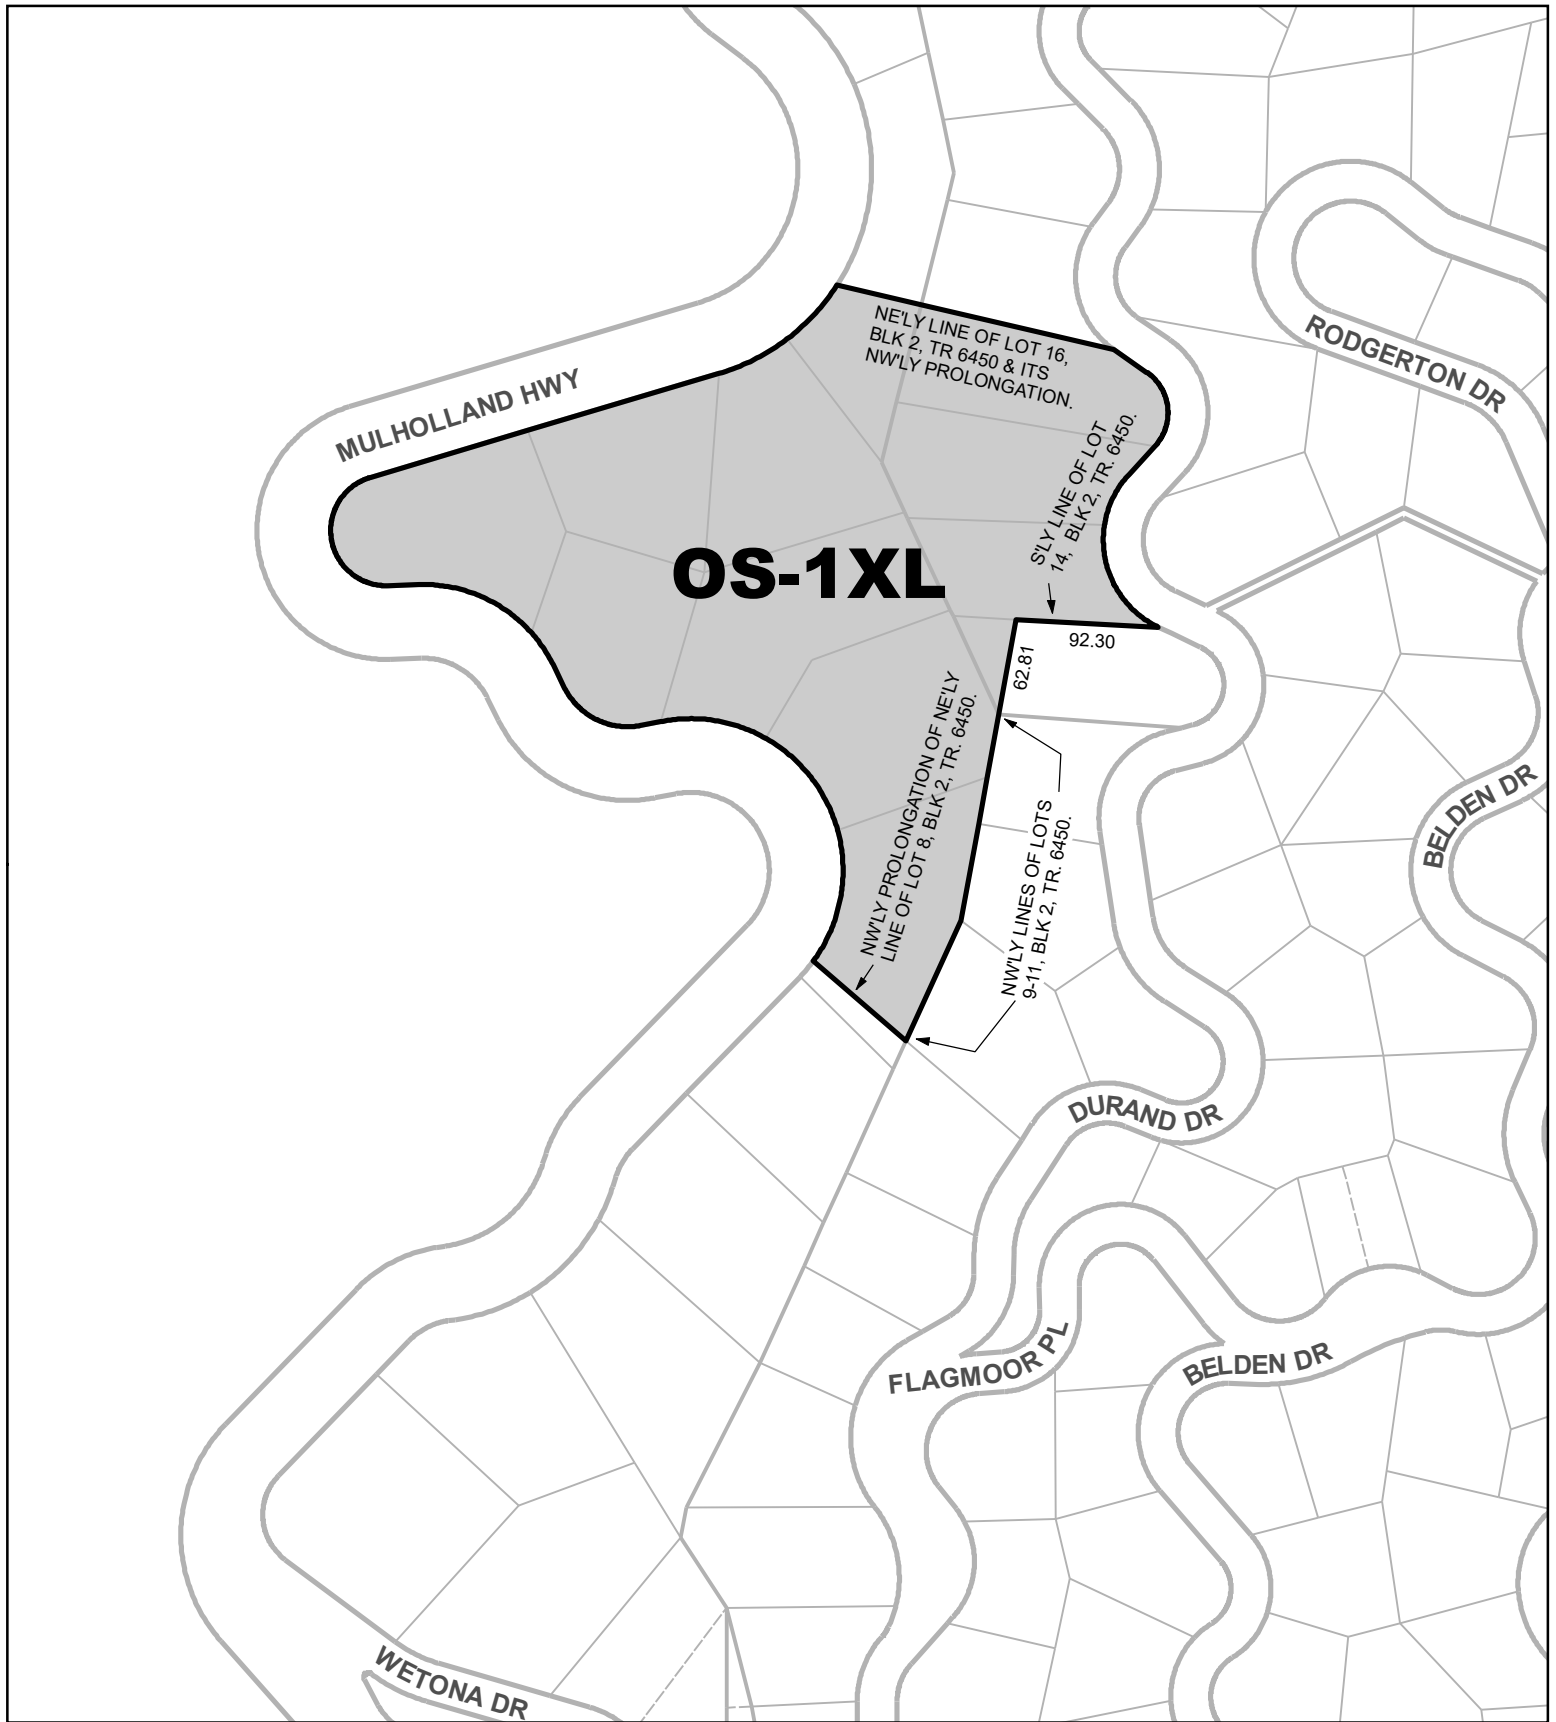 NE'LY LINE OF LOT 16,
BLK 2, TR 6450 & ITS
NW'LY PROLONGATION.
RODGERTON DR
MULHOLLAND HWY
S'LY LINE OF LOT
14, BLK 2, TR. 6450.
OS-1XL
92.30
62.81
NW'LY PROLONGATION OF NE'LY
LINE OF LOT 8, BLK 2, TR. 6450.
BELDEN DR
NW'LY LINES OF LOTS
9-11, BLK 2, TR. 6450.
DURAND DR
FLAGMOOR PL
BELDEN DR
WETONA DR